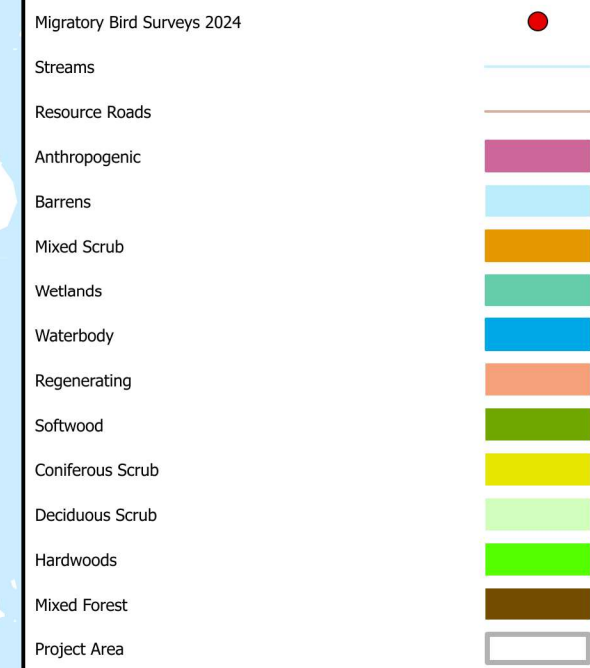 Migratory Bird Surveys 2024
Streams
Resource Roads
Anthropogenic
Barrens
Mixed Scrub
Wetlands
Waterbody
Regenerating
Softwood
Coniferous Scrub
Deciduous Scrub
Hardwoods
Mixed Forest
Project Area